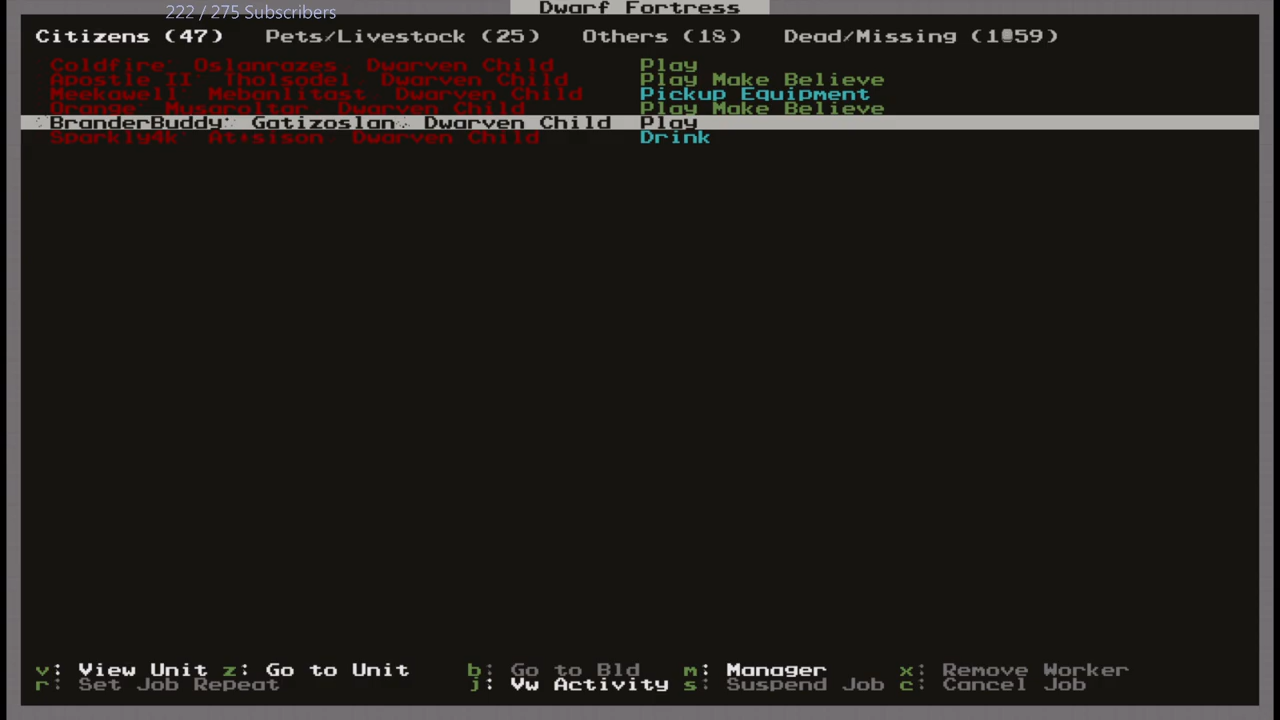 222 / 275 Subscribers
Dwarf Fortress
Citizens (47) Pets/Livestock (25) Others (18) Dead/Missing (1059)
Coldfire' Oslanrazes, Dwarven Child Play
Apostle II' Tholsodel, Dwarven Child Play Make Believe
Meekawell' Mebanlitast, Dwarven Child Pickup Equipment
Orange' Musaroltar, Dwarven Child Play Make Believe
BranderBuddy' Gatizoslan, Dwarven Child Play
Sparkly4k' Dwarven Child Drink
v: View Unit z: Go to Unit b: Go to Bld m: Manager x: Remove Worker
r: Set Job Repeat j: Vw Activity s: Suspend Job c: Cancel Job